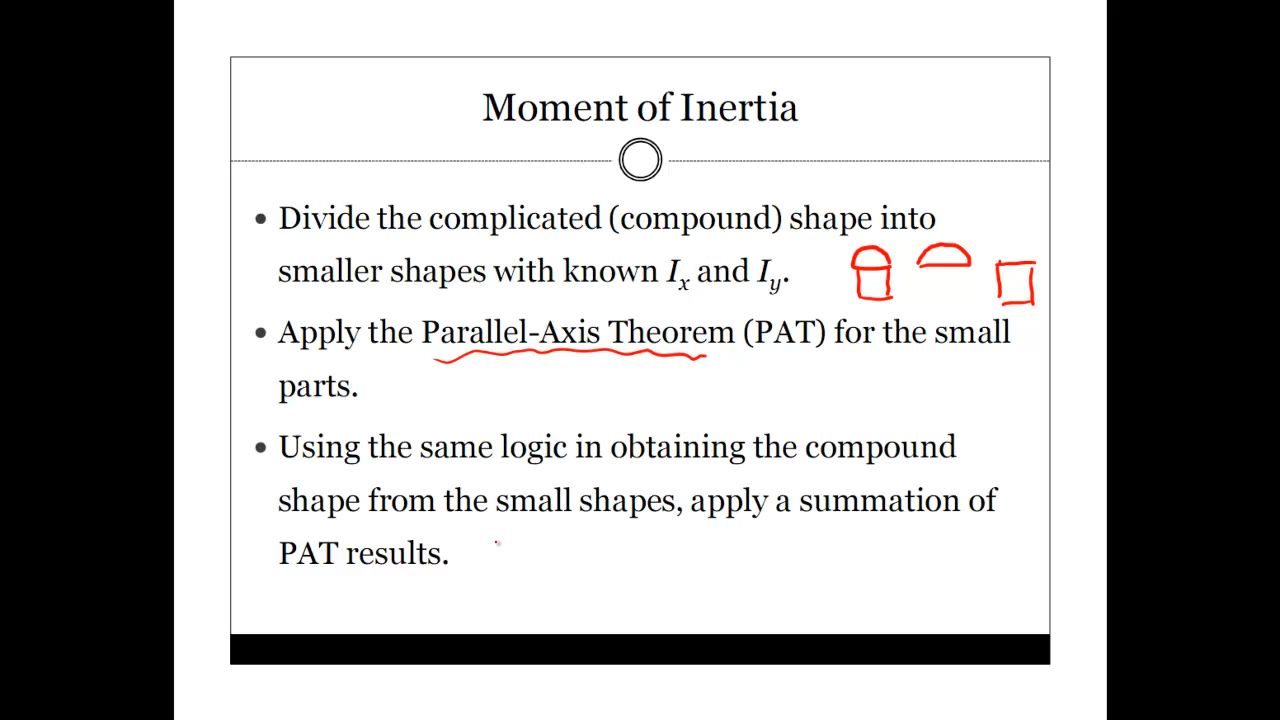 Moment of Inertia
• Divide the complicated (compound) shape into
smaller shapes with known Iₓ and Iᵧ.
• Apply the Parallel-Axis Theorem (PAT) for the small
parts.
• Using the same logic in obtaining the compound
shape from the small shapes, apply a summation of
PAT results.